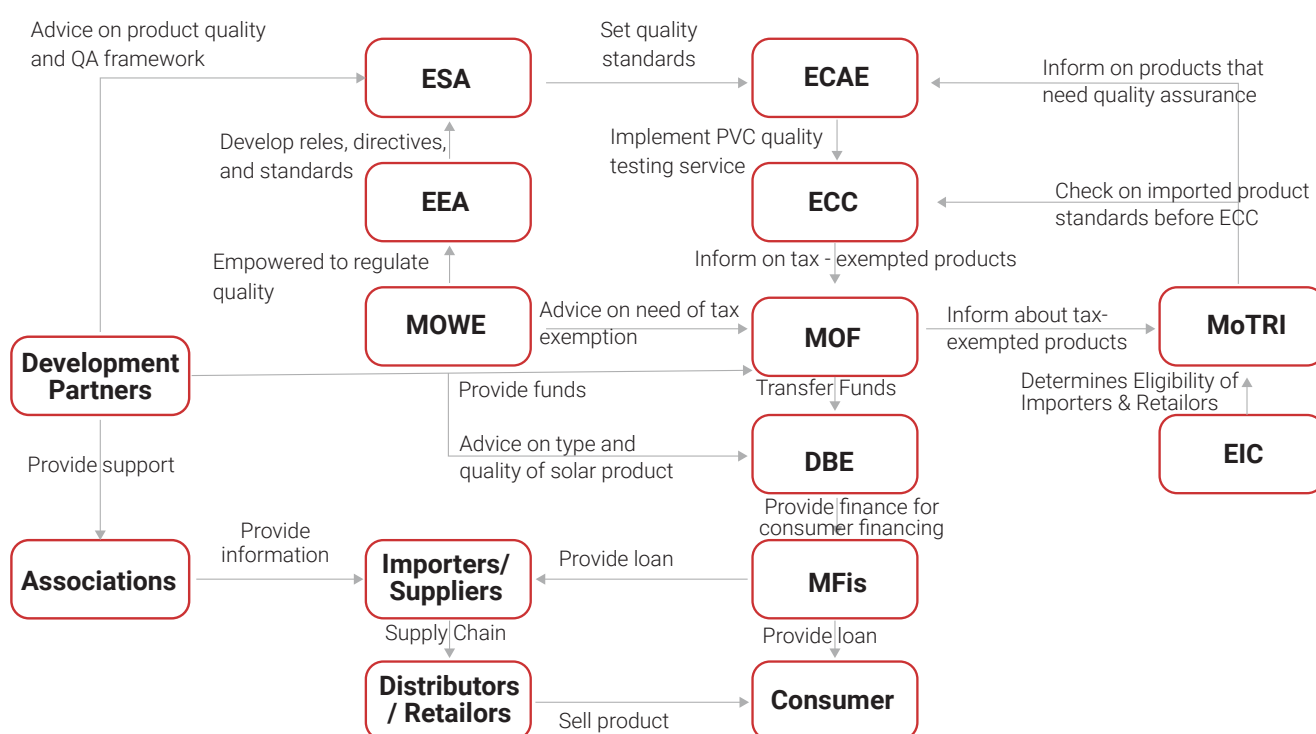 Advice on product quality
and QA framework
Set quality
standards
ESA
ECAE
Inform on products that
need quality assurance
Develop reles, directives,
and standards
Implement PVC quality
testing service
EEA
ECC
Check on imported product
standards before ECC
Empowered to regulate
quality
Inform on tax - exempted products
MOWE
Advice on need of tax
exemption
MOF
Inform about tax-
exempted products
MoTRI
Development
Partners
Provide funds
Transfer Funds
Determines Eligibility of
Importers & Retailors
Advice on type and
quality of solar product
DBE
EIC
Provide support
Provide finance for
consumer financing
Associations
Provide
information
Importers/
Suppliers
Provide loan
MFis
Supply Chain
Provide loan
Distributors
/ Retailors
Sell product
Consumer